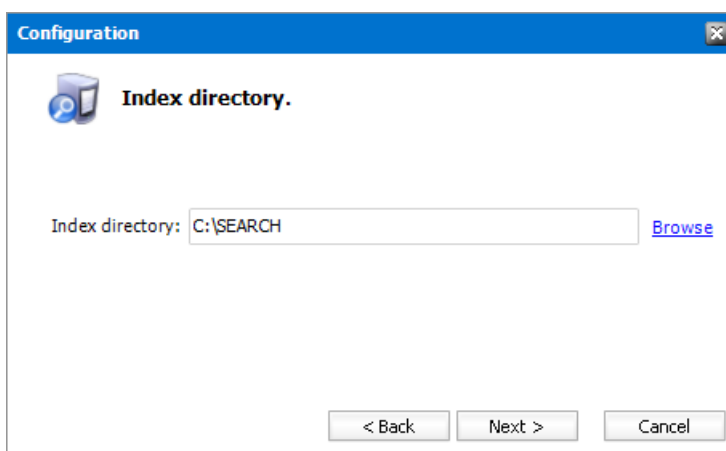 Configuration
Index directory.
Index directory: C:\SEARCH Browse
< Back Next > Cancel